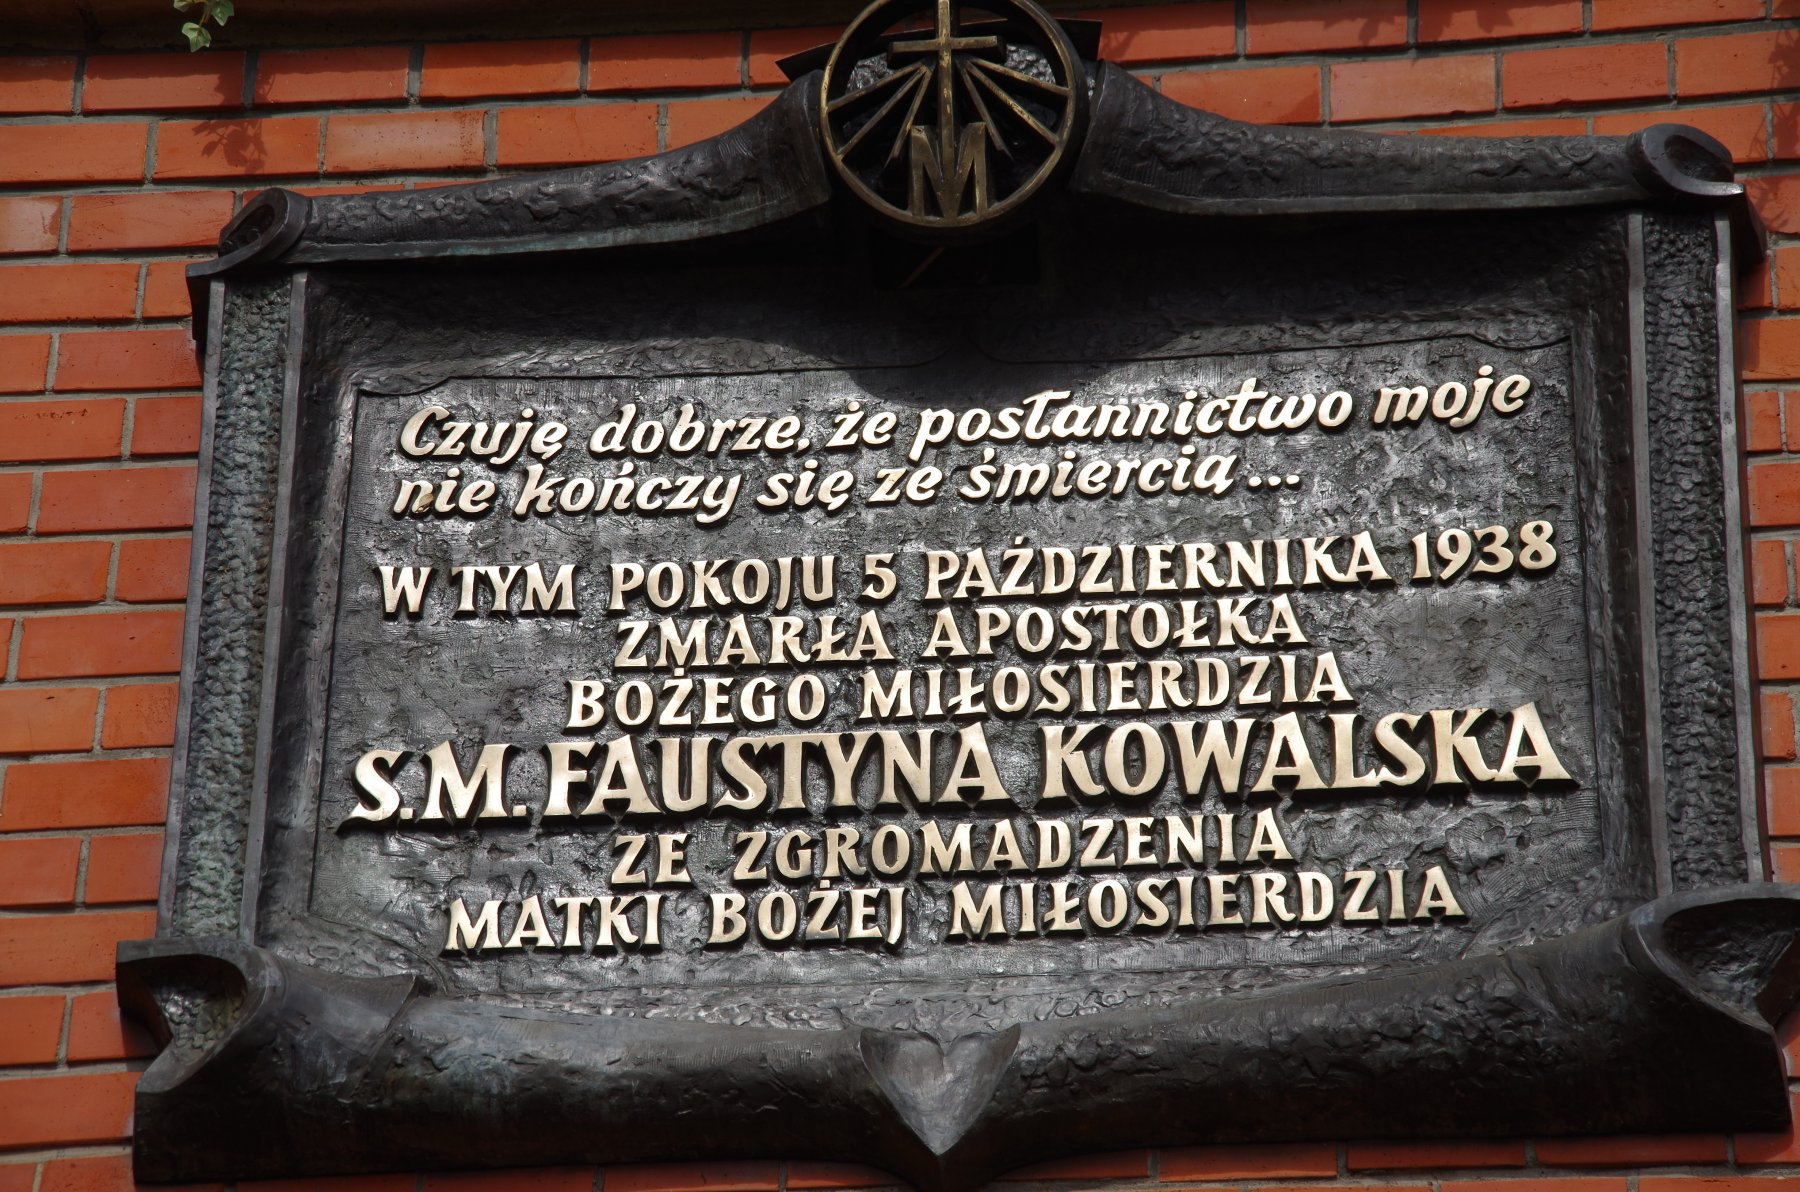 M
Czuję dobrze, że posłannictwo moje
nie kończy się ze śmiercią...
W TYM POKOJU 5 PAŹDZIERNIKA 1938
ZMARŁA APOSTOŁKA
BOŻEGO MIŁOSIERDZIA
S.M. FAUSTYNA KOWALSKA
ZE ZGROMADZENIA
MATKI BOŻEJ MIŁOSIERDZIA